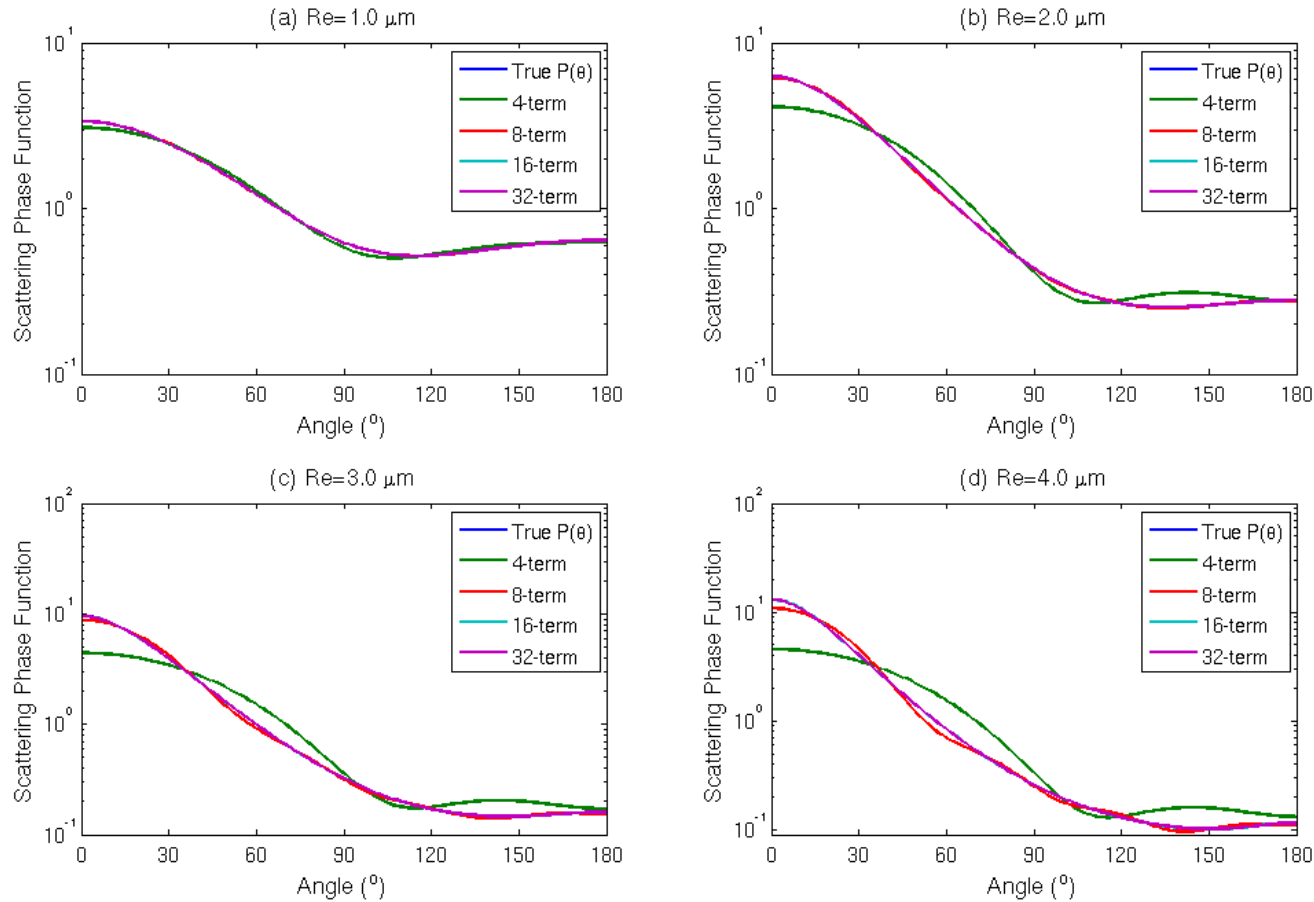 (a) Re=1.0 μm
Scattering Phase Function
10^1
10^0
10^-1
True P(θ)
4-term
8-term
16-term
32-term
0 30 60 90 120 150 180
Angle (°)
(b) Re=2.0 μm
Scattering Phase Function
10^1
10^0
10^-1
True P(θ)
4-term
8-term
16-term
32-term
0 30 60 90 120 150 180
Angle (°)
(c) Re=3.0 μm
Scattering Phase Function
10^2
10^1
10^0
10^-1
True P(θ)
4-term
8-term
16-term
32-term
0 30 60 90 120 150 180
Angle (°)
(d) Re=4.0 μm
Scattering Phase Function
10^2
10^1
10^0
10^-1
True P(θ)
4-term
8-term
16-term
32-term
0 30 60 90 120 150 180
Angle (°)